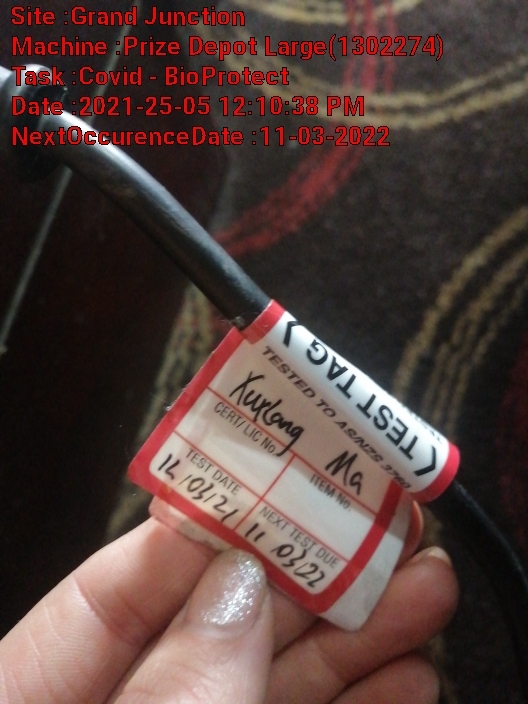 Site :Grand Junction
Machine :Prize Depot Large(1302274)
Task :Covid - BioProtect
Date :2021-25-05 12:10:38 PM
NextOccurenceDate :11-03-2022
TEST TAG
TESTED TO AS/NZS 3760
Ma
CERT/LIC No.
ITEM No.
TEST DATE
NEXT TEST DUE
12/03/21
11/03/22